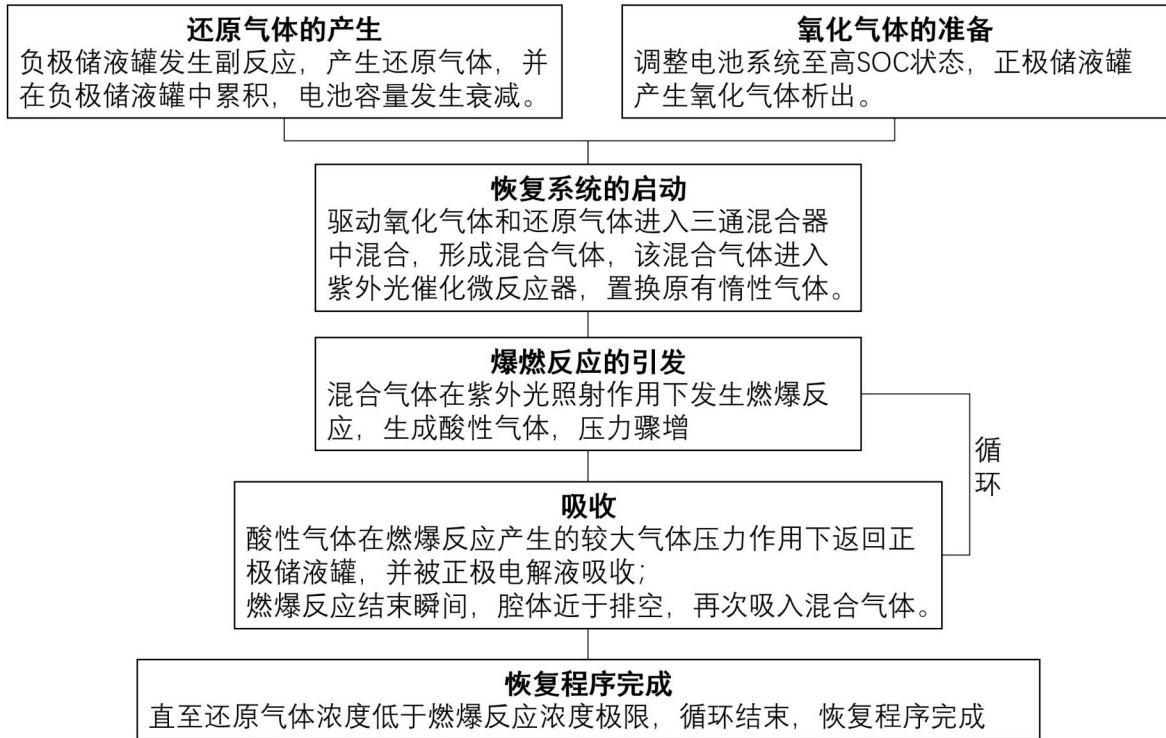 还原气体的产生
负极储液罐发生副反应，产生还原气体，并
在负极储液罐中累积，电池容量发生衰减。
氧化气体的准备
调整电池系统至高SOC状态，正极储液罐
产生氧化气体析出。
恢复系统的启动
驱动氧化气体和还原气体进入三通混合器
中混合，形成混合气体，该混合气体进入
紫外光催化微反应器，置换原有惰性气体。
爆燃反应的引发
混合气体在紫外光照射作用下发生燃爆反
应，生成酸性气体，压力骤增
循
环
吸收
酸性气体在燃爆反应产生的较大气体压力作用下返回正
极储液罐，并被正极电解液吸收；
燃爆反应结束瞬间，腔体近于排空，再次吸入混合气体。
恢复程序完成
直至还原气体浓度低于燃爆反应浓度极限，循环结束，恢复程序完成